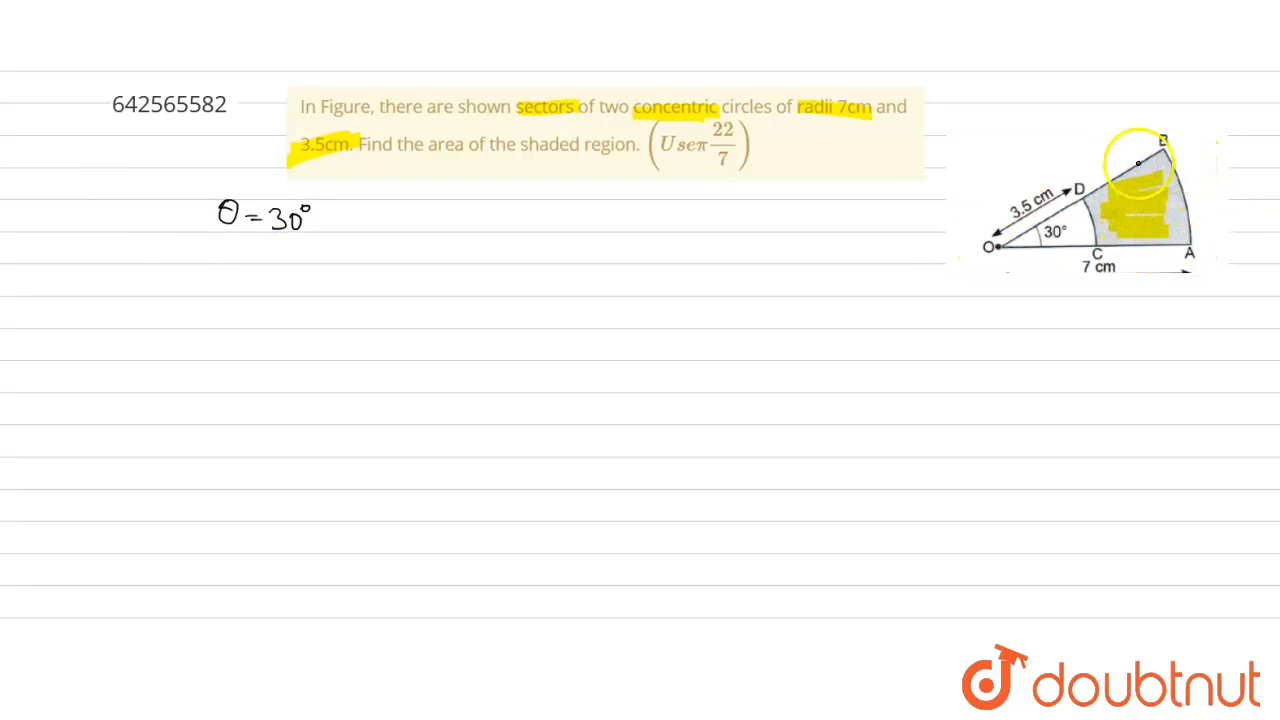 642565582
In Figure, there are shown sectors of two concentric circles of radii 7cm and
3.5cm. Find the area of the shaded region. (Useπ 22/7)
θ = 30°
B
D
3.5 cm
30°
O
C
A
7 cm
doubtnut